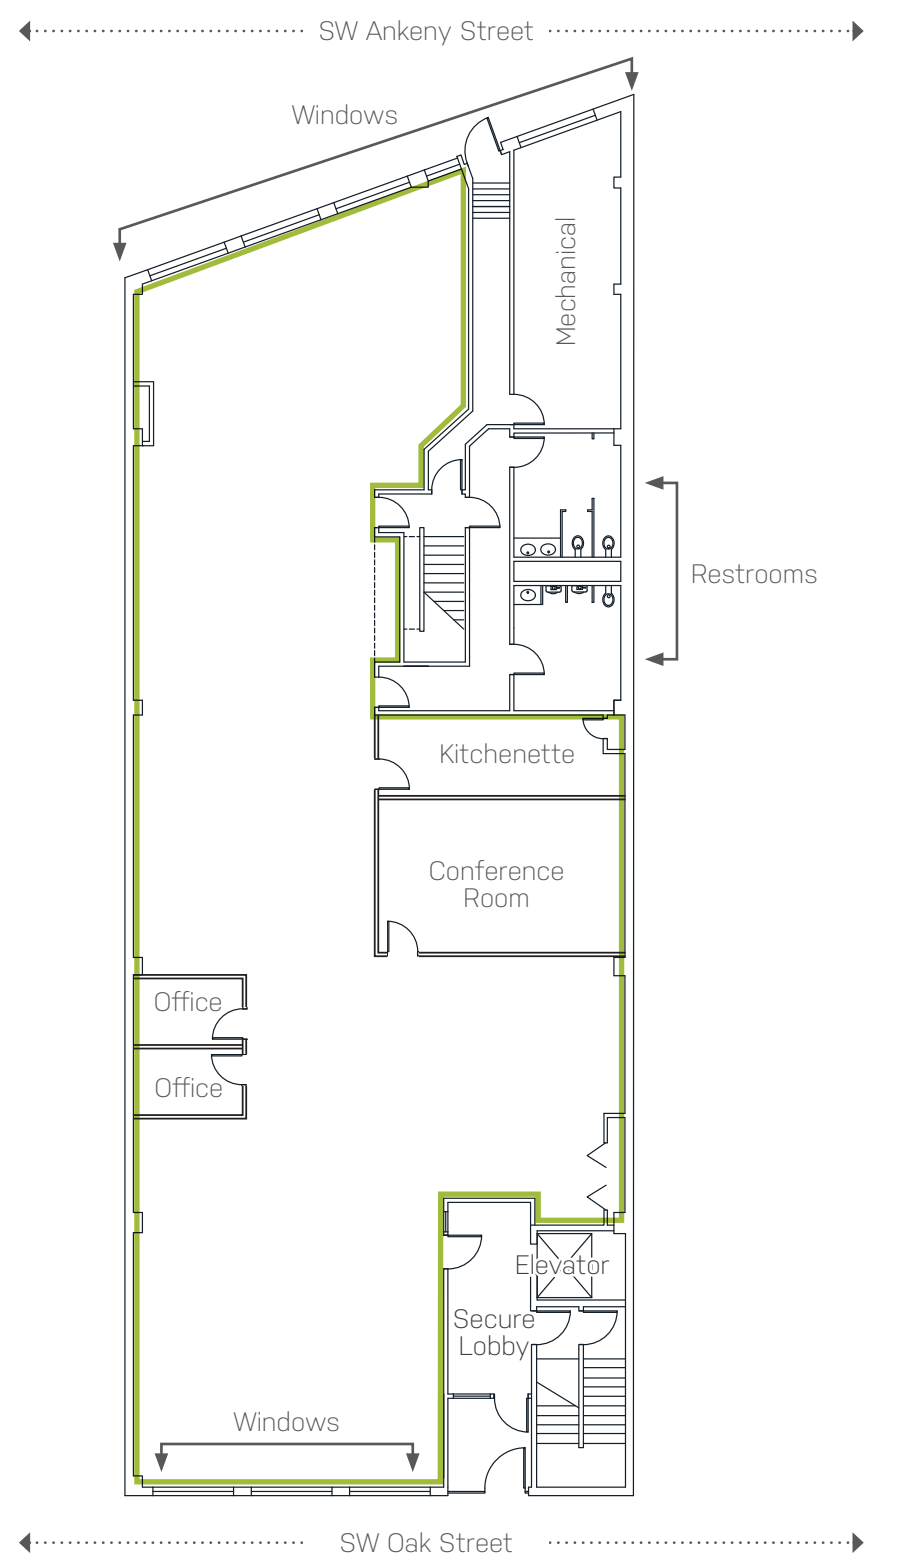 SW Ankeny Street
Windows
Mechanical
Restrooms
Kitchenette
Conference
Room
Office
Office
Elevator
Secure
Lobby
Windows
SW Oak Street